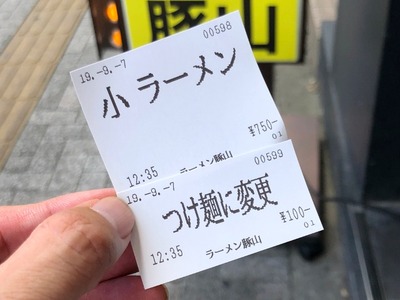 豚山
00598
19.-9.-7
小ラーメン
¥750-
01
12:35
ラーメン豚山
00599
19.-9.-7
つけ麺に変更
¥100-
01
12:35
ラーメン豚山